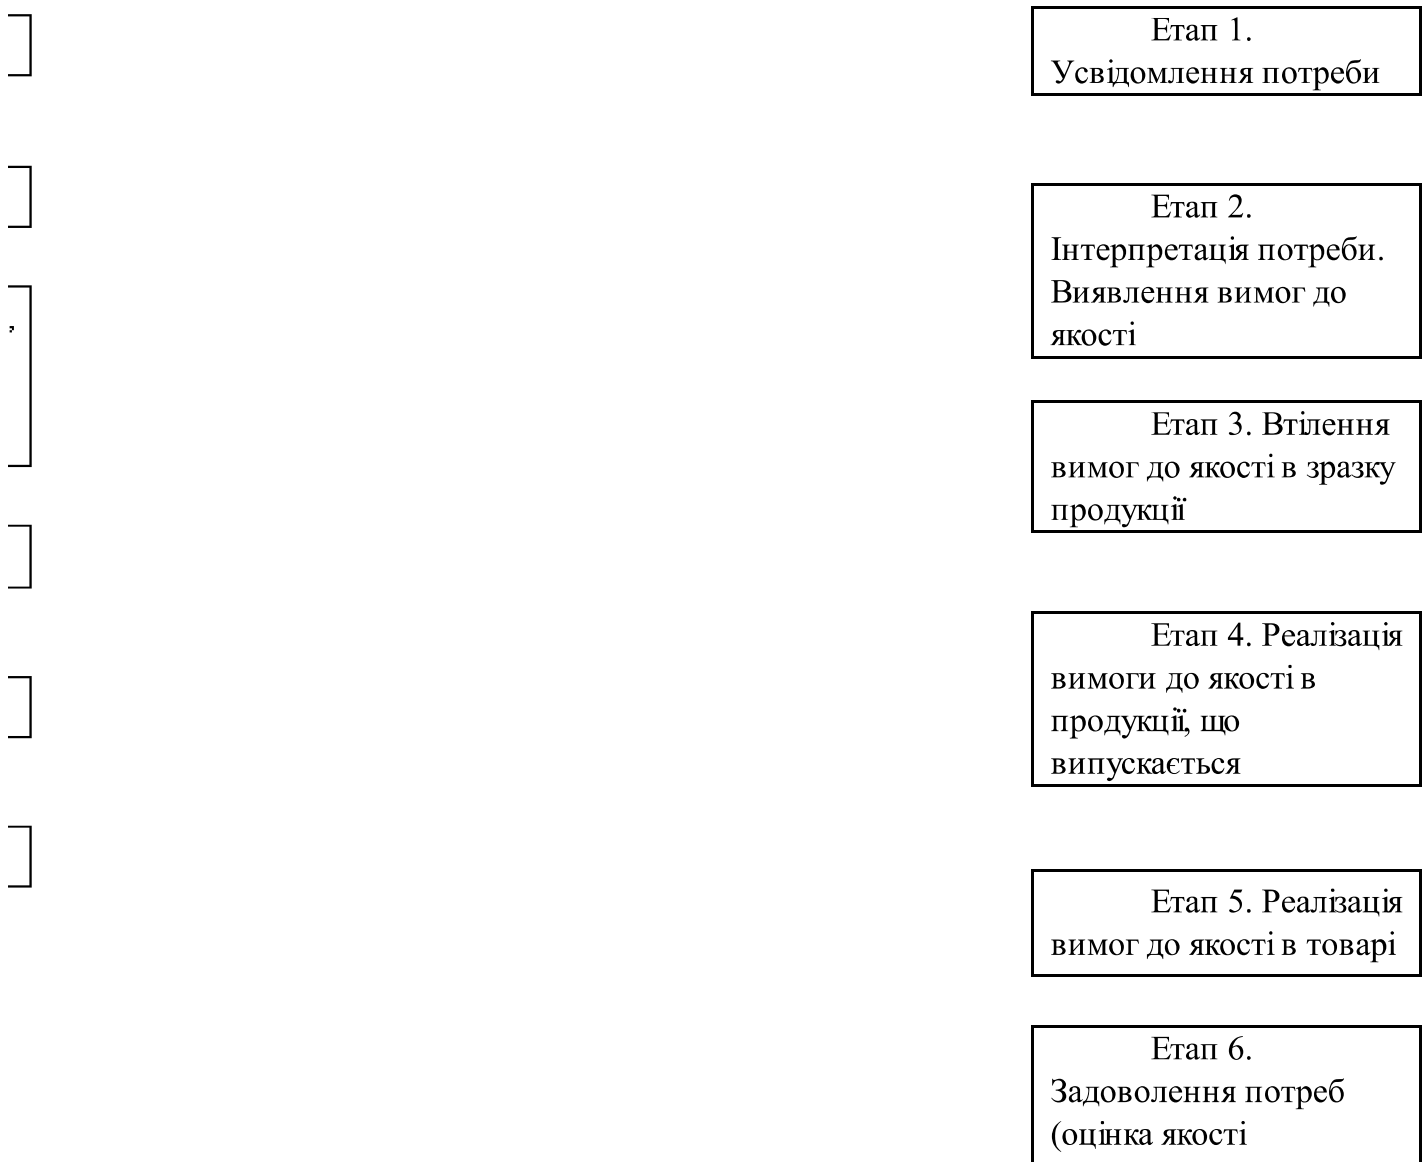 Етап 1.
Усвідомлення потреби
Етап 2.
Інтерпретація потреби.
Виявлення вимог до
якості
Етап 3. Втілення
вимог до якості в зразку
продукції
Етап 4. Реалізація
вимоги до якості в
продукції, що
випускається
Етап 5. Реалізація
вимог до якості в товарі
Етап 6.
Задоволення потреб
(оцінка якості